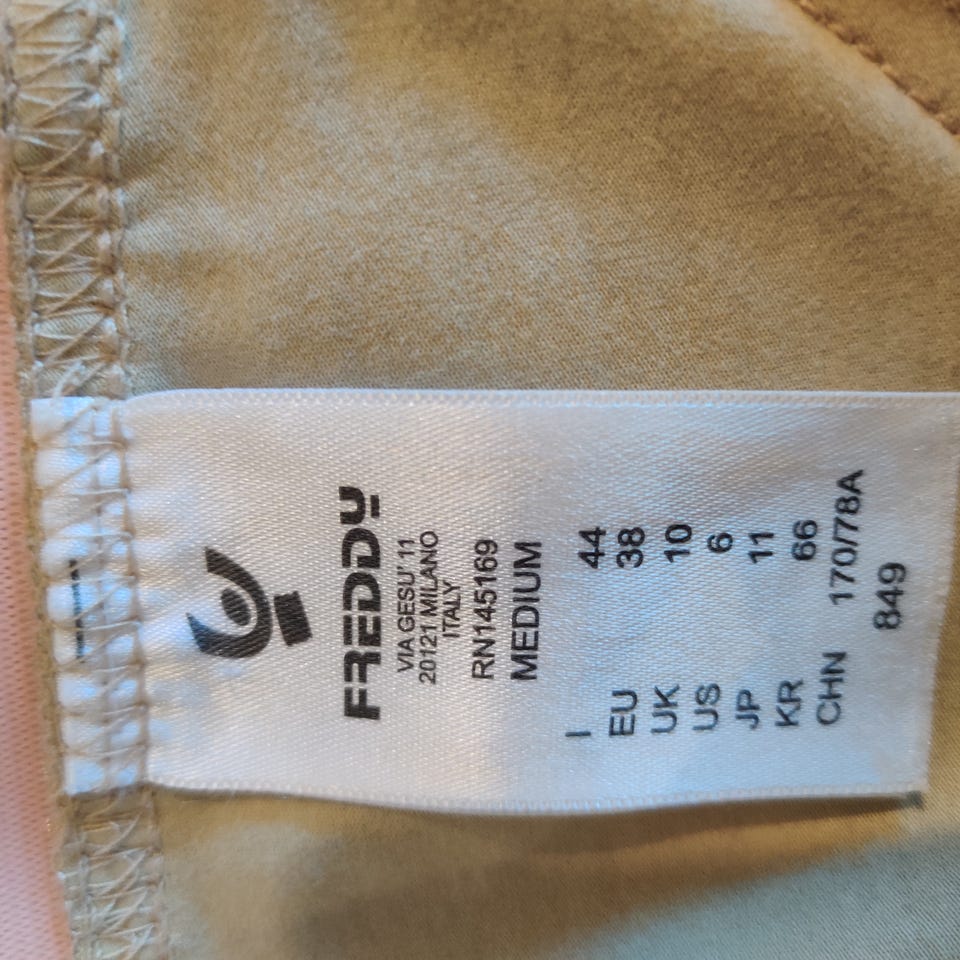 FREDDY
VIA GESU' 11
20121 MILANO
ITALY
RN145169
MEDIUM
I 44
EU 38
UK 10
US 6
JP 11
KR 66
CHN 170/78A
849